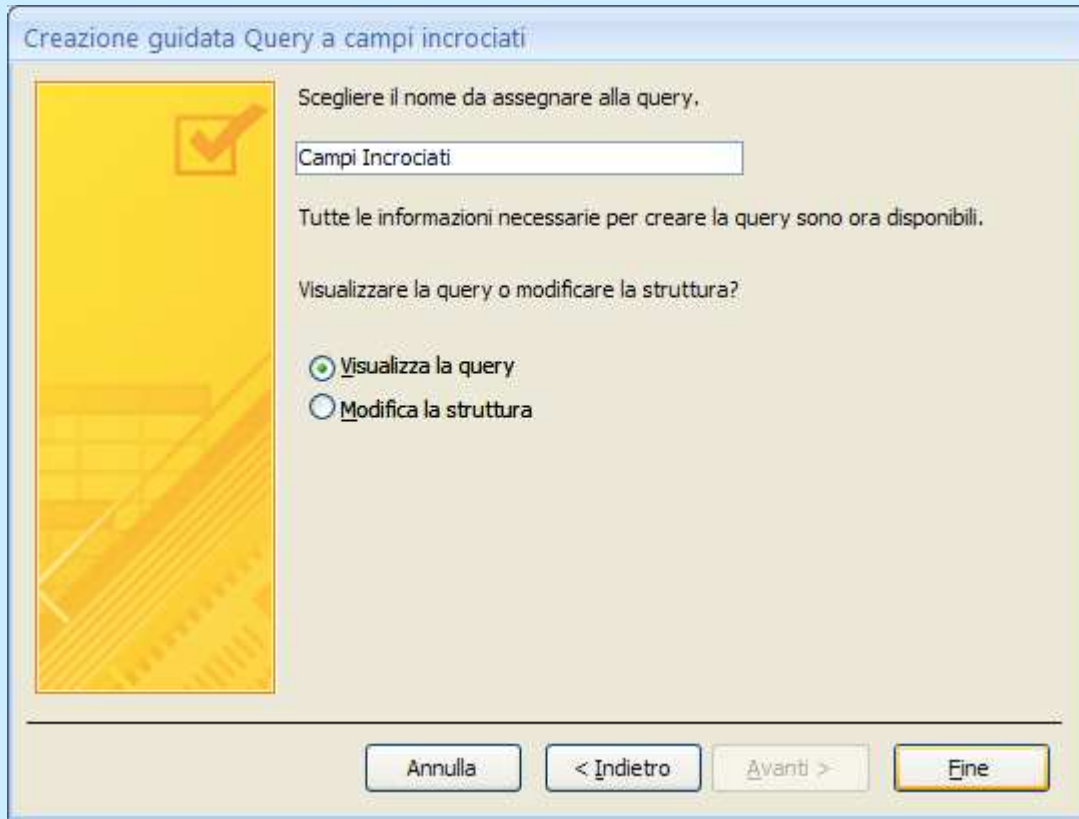 Creazione guidata Query a campi incrociati
Scegliere il nome da assegnare alla query.
Campi Incrociati
Tutte le informazioni necessarie per creare la query sono ora disponibili.
Visualizzare la query o modificare la struttura?
Visualizza la query
Modifica la struttura
Annulla
< Indietro
Avanti >
Fine